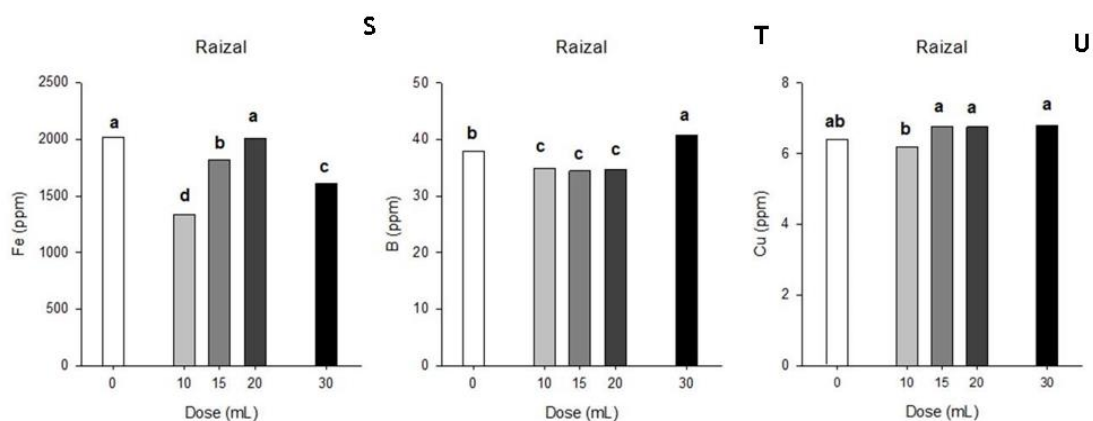 S
Raizal
2500
2000
1500
1000
500
0
Fe (ppm)
a
d
b
a
c
0 10 15 20 30
Dose (mL)
T
Raizal
50
40
30
20
10
0
B (ppm)
b
c
c
c
a
0 10 15 20 30
Dose (mL)
U
Raizal
8
6
4
2
0
Cu (ppm)
ab
b
a
a
a
0 10 15 20 30
Dose (mL)